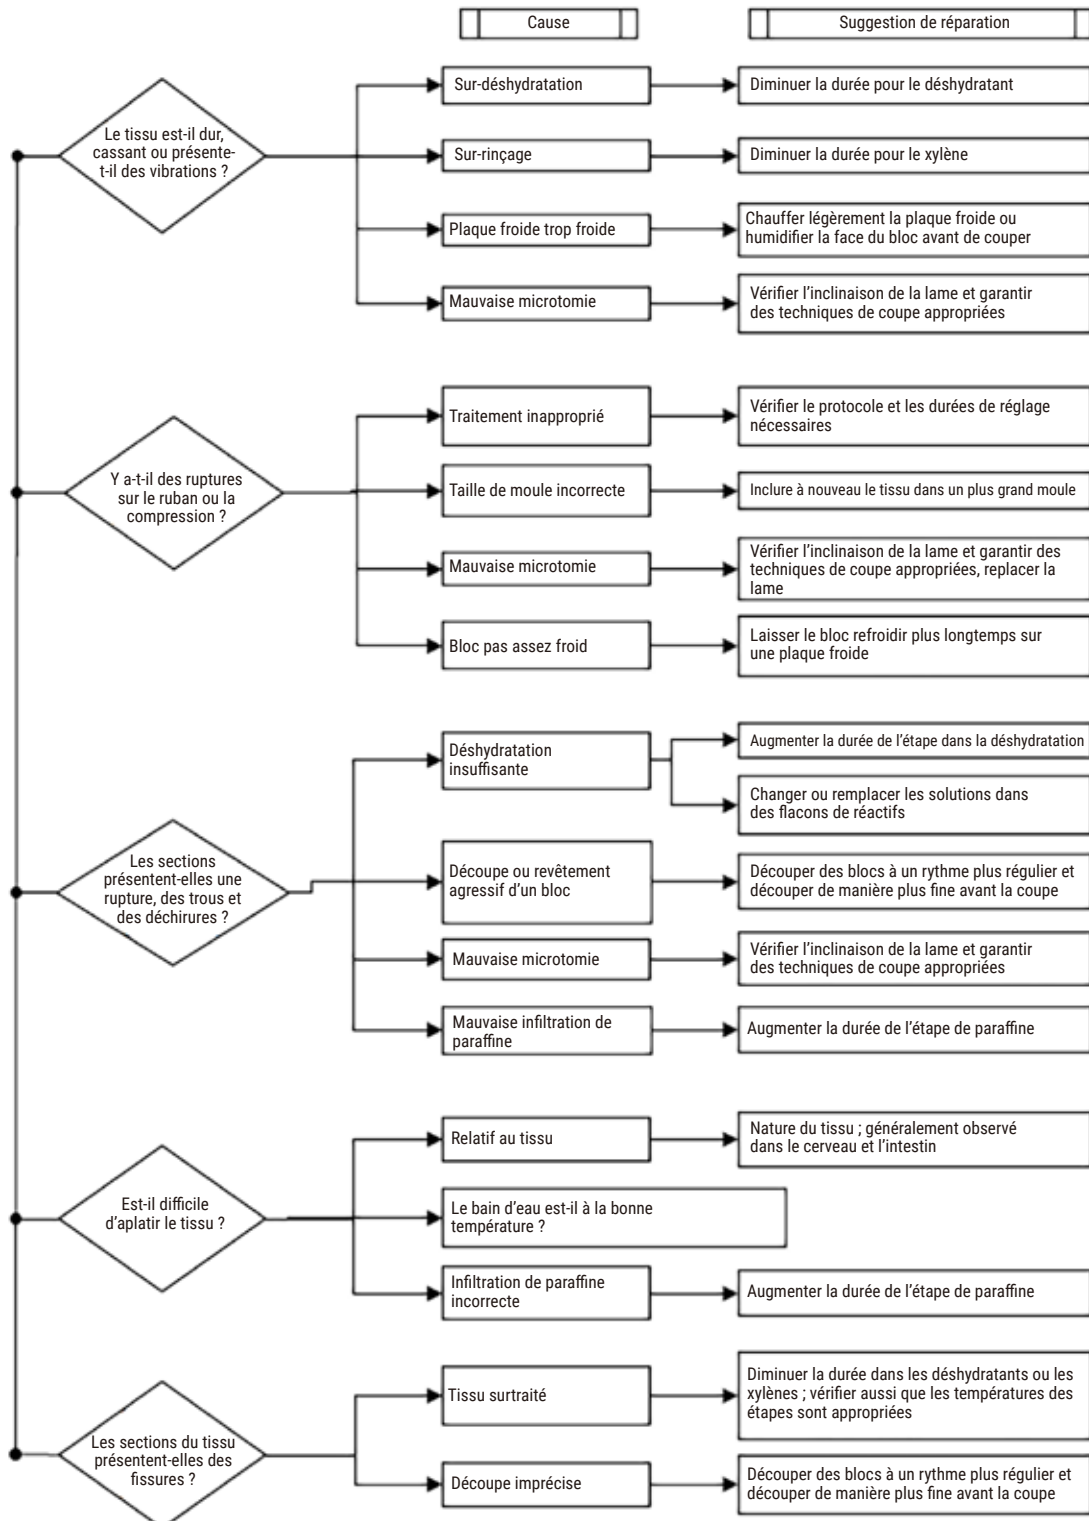 Cause
Suggestion de réparation
Le tissu est-il dur,
cassant ou présente-
t-il des vibrations ?
Sur-déshydratation
Diminuer la durée pour le déshydratant
Sur-rinçage
Diminuer la durée pour le xylène
Plaque froide trop froide
Chauffer légèrement la plaque froide ou
humidifier la face du bloc avant de couper
Mauvaise microtomie
Vérifier l’inclinaison de la lame et garantir
des techniques de coupe appropriées
Y a-t-il des ruptures
sur le ruban ou la
compression ?
Traitement inapproprié
Vérifier le protocole et les durées de réglage
nécessaires
Taille de moule incorrecte
Inclure à nouveau le tissu dans un plus grand moule
Mauvaise microtomie
Vérifier l’inclinaison de la lame et garantir des
techniques de coupe appropriées, replacer la
lame
Bloc pas assez froid
Laisser le bloc refroidir plus longtemps sur
une plaque froide
Les sections
présentent-elles une
rupture, des trous et
des déchirures ?
Déshydratation
insuffisante
Augmenter la durée de l’étape dans la déshydratation
Changer ou remplacer les solutions dans
des flacons de réactifs
Découpe ou revêtement
agressif d’un bloc
Découper des blocs à un rythme plus régulier et
découper de manière plus fine avant la coupe
Mauvaise microtomie
Vérifier l’inclinaison de la lame et garantir
des techniques de coupe appropriées
Mauvaise infiltration de
paraffine
Augmenter la durée de l’étape de paraffine
Est-il difficile
d’aplatir le tissu ?
Relatif au tissu
Nature du tissu ; généralement observé
dans le cerveau et l’intestin
Le bain d’eau est-il à la bonne
température ?
Infiltration de paraffine
incorrecte
Augmenter la durée de l’étape de paraffine
Les sections du tissu
présentent-elles des
fissures ?
Tissu surtraité
Diminuer la durée dans les déshydratants ou les
xylènes ; vérifier aussi que les températures des
étapes sont appropriées
Découpe imprécise
Découper des blocs à un rythme plus régulier et
découper de manière plus fine avant la coupe